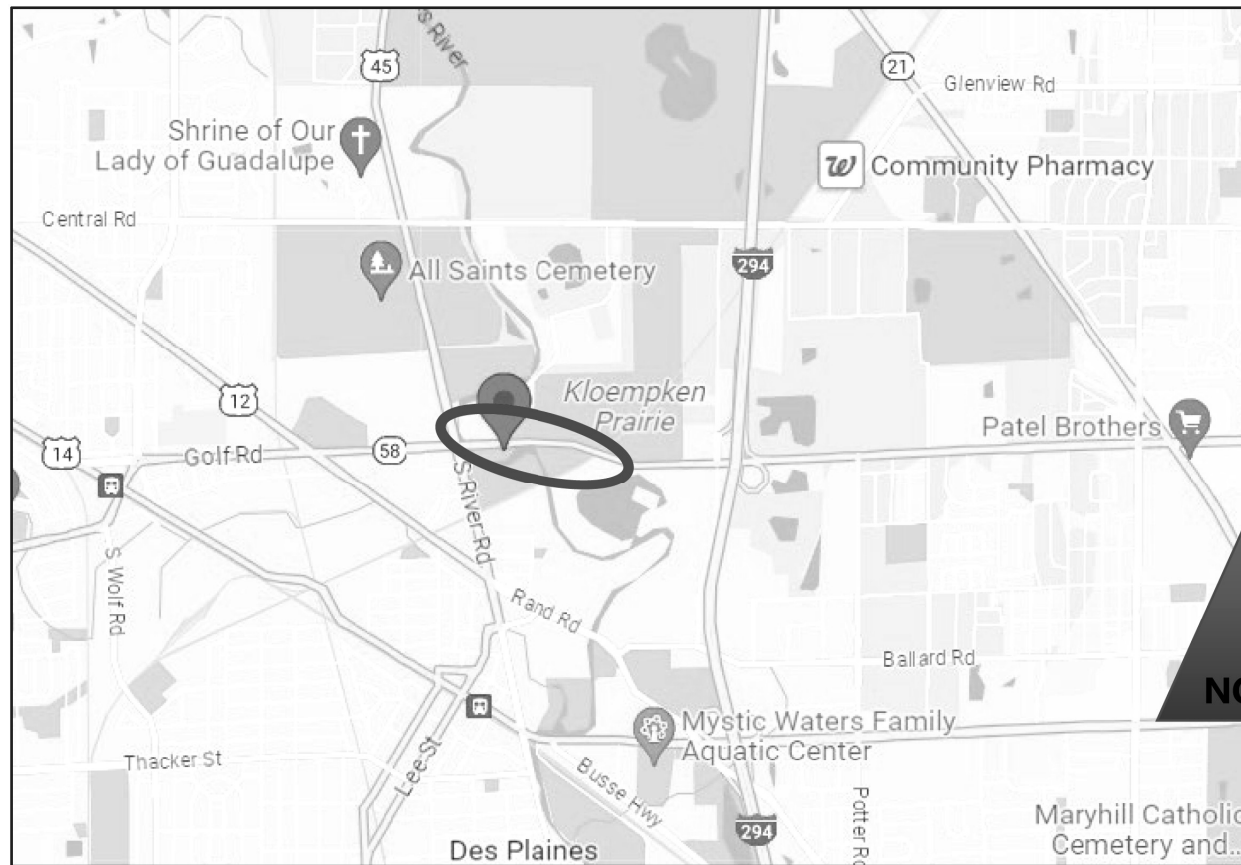 s River
45
21
Glenview Rd
Shrine of Our
Lady of Guadalupe
Community Pharmacy
Central Rd
294
All Saints Cemetery
Kloempken
Prairie
12
Patel Brothers
14
Golf Rd
58
S River Rd
S Wolf Rd
Rand Rd
Ballard Rd
NO
Mystic Waters Family
Aquatic Center
Thacker St
Lee St
Busse Hwy
Potter Rd
294
Maryhill Catholic
Cemetery and...
Des Plaines